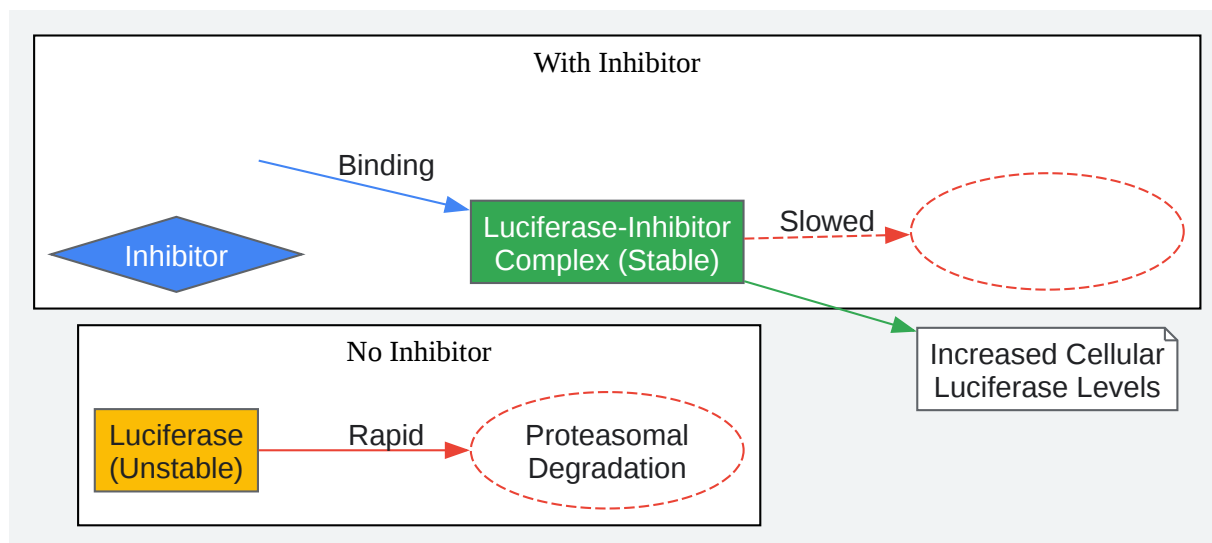 With Inhibitor
Binding
Inhibitor
Luciferase-Inhibitor
Complex (Stable)
Slowed
Increased Cellular
Luciferase Levels
No Inhibitor
Luciferase
(Unstable)
Rapid
Proteasomal
Degradation